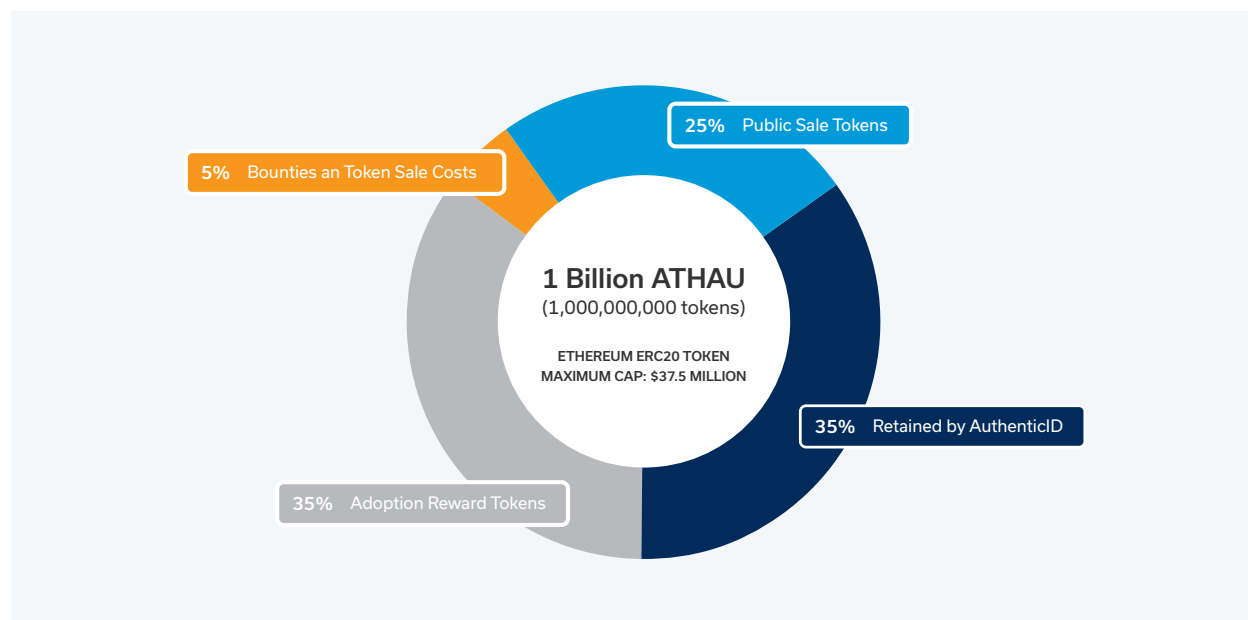 25% Public Sale Tokens
5% Bounties an Token Sale Costs
1 Billion ATHAU
(1,000,000,000 tokens)
ETHEREUM ERC20 TOKEN
MAXIMUM CAP: $37.5 MILLION
35% Retained by AuthenticID
35% Adoption Reward Tokens